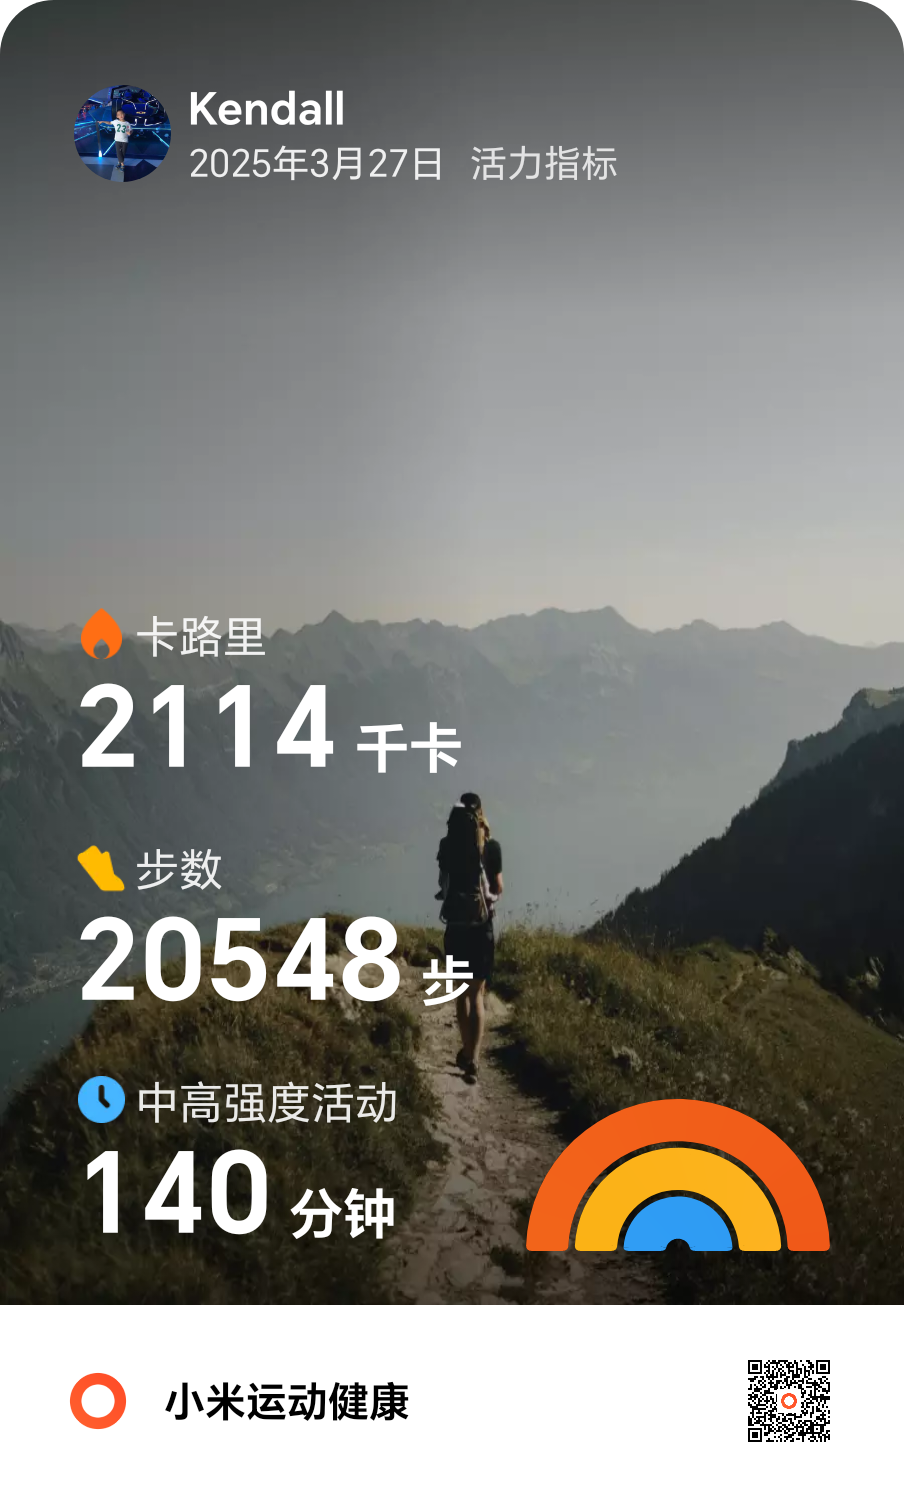 Kendall
2025年3月27日 活力指标
卡路里
2114 千卡
步数
20548 步
中高强度活动
140 分钟
小米运动健康